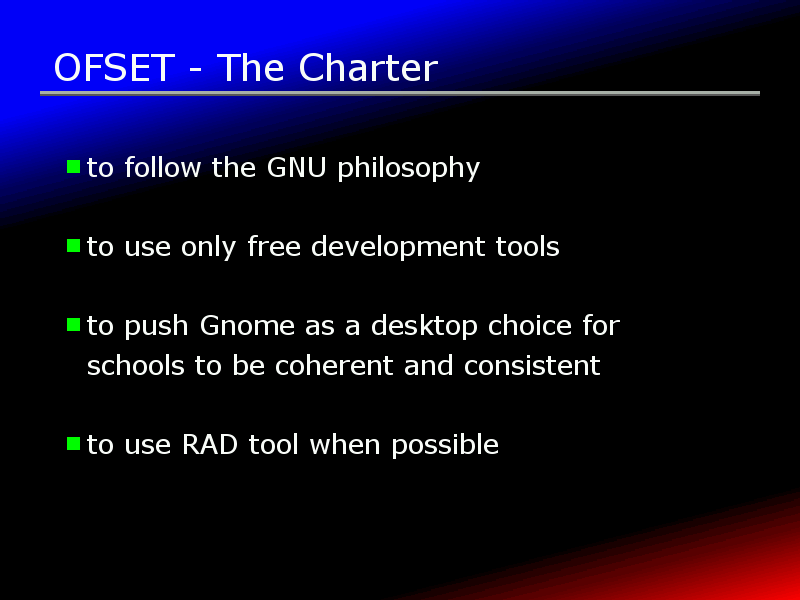 OFSET - The Charter
to follow the GNU philosophy
to use only free development tools
to push Gnome as a desktop choice for
schools to be coherent and consistent
to use RAD tool when possible